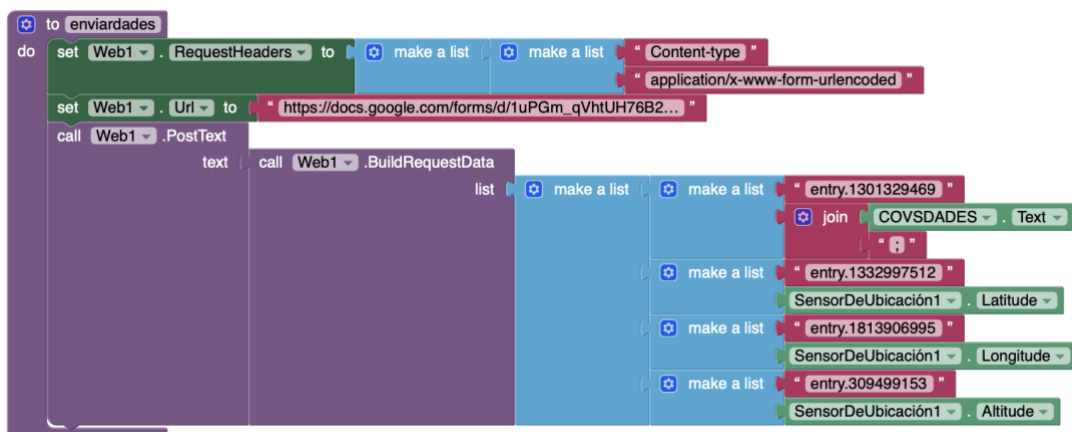 to enviardades
do set Web1 . RequestHeaders to make a list make a list " Content-type "
" application/x-www-form-urlencoded "
set Web1 . Url to " https://docs.google.com/forms/d/1uPGm_qVhtUH76B2... "
call Web1 .PostText
text call Web1 .BuildRequestData
list make a list make a list " entry.1301329469 "
join COVSDADES . Text
" ; "
make a list " entry.1332997512 "
SensorDeUbicación1 . Latitude
make a list " entry.1813906995 "
SensorDeUbicación1 . Longitude
make a list " entry.309499153 "
SensorDeUbicación1 . Altitude